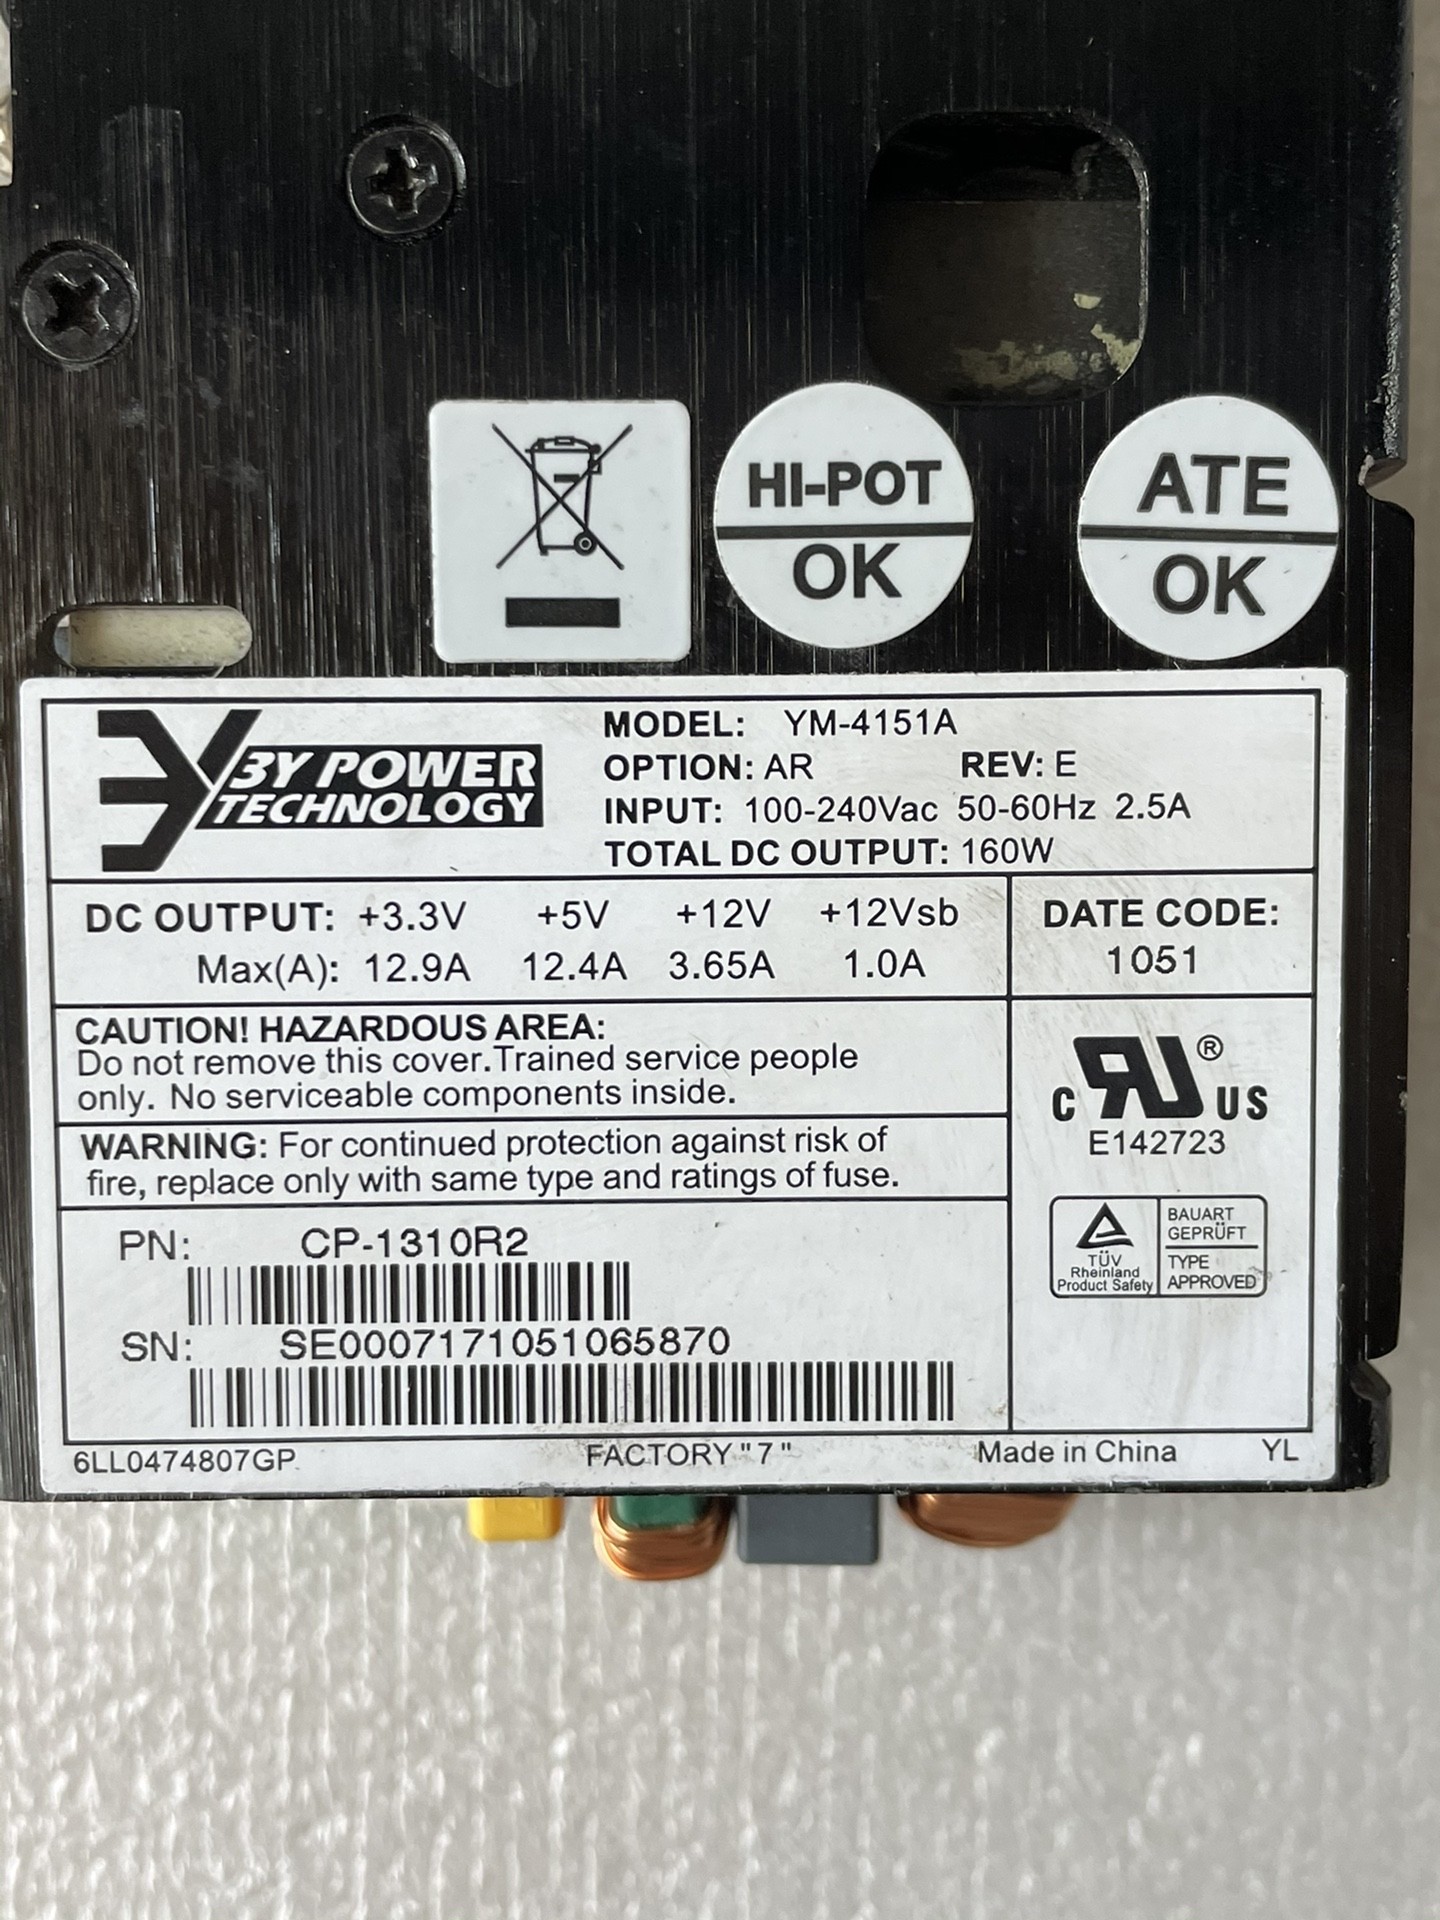 HI-POT
OK
ATE
OK
3Y POWER
TECHNOLOGY
MODEL: YM-4151A
OPTION: AR REV: E
INPUT: 100-240Vac 50-60Hz 2.5A
TOTAL DC OUTPUT: 160W
DC OUTPUT: +3.3V +5V +12V +12Vsb
Max(A): 12.9A 12.4A 3.65A 1.0A
DATE CODE:
1051
CAUTION! HAZARDOUS AREA:
Do not remove this cover.Trained service people
only. No serviceable components inside.
WARNING: For continued protection against risk of
fire, replace only with same type and ratings of fuse.
C RU ® US
E142723
TÜV
Rheinland
Product Safety
BAUART
GEPRÜFT
TYPE
APPROVED
PN: CP-1310R2
SN: SE0007171051065870
6LL0474807GP FACTORY "7" Made in China YL